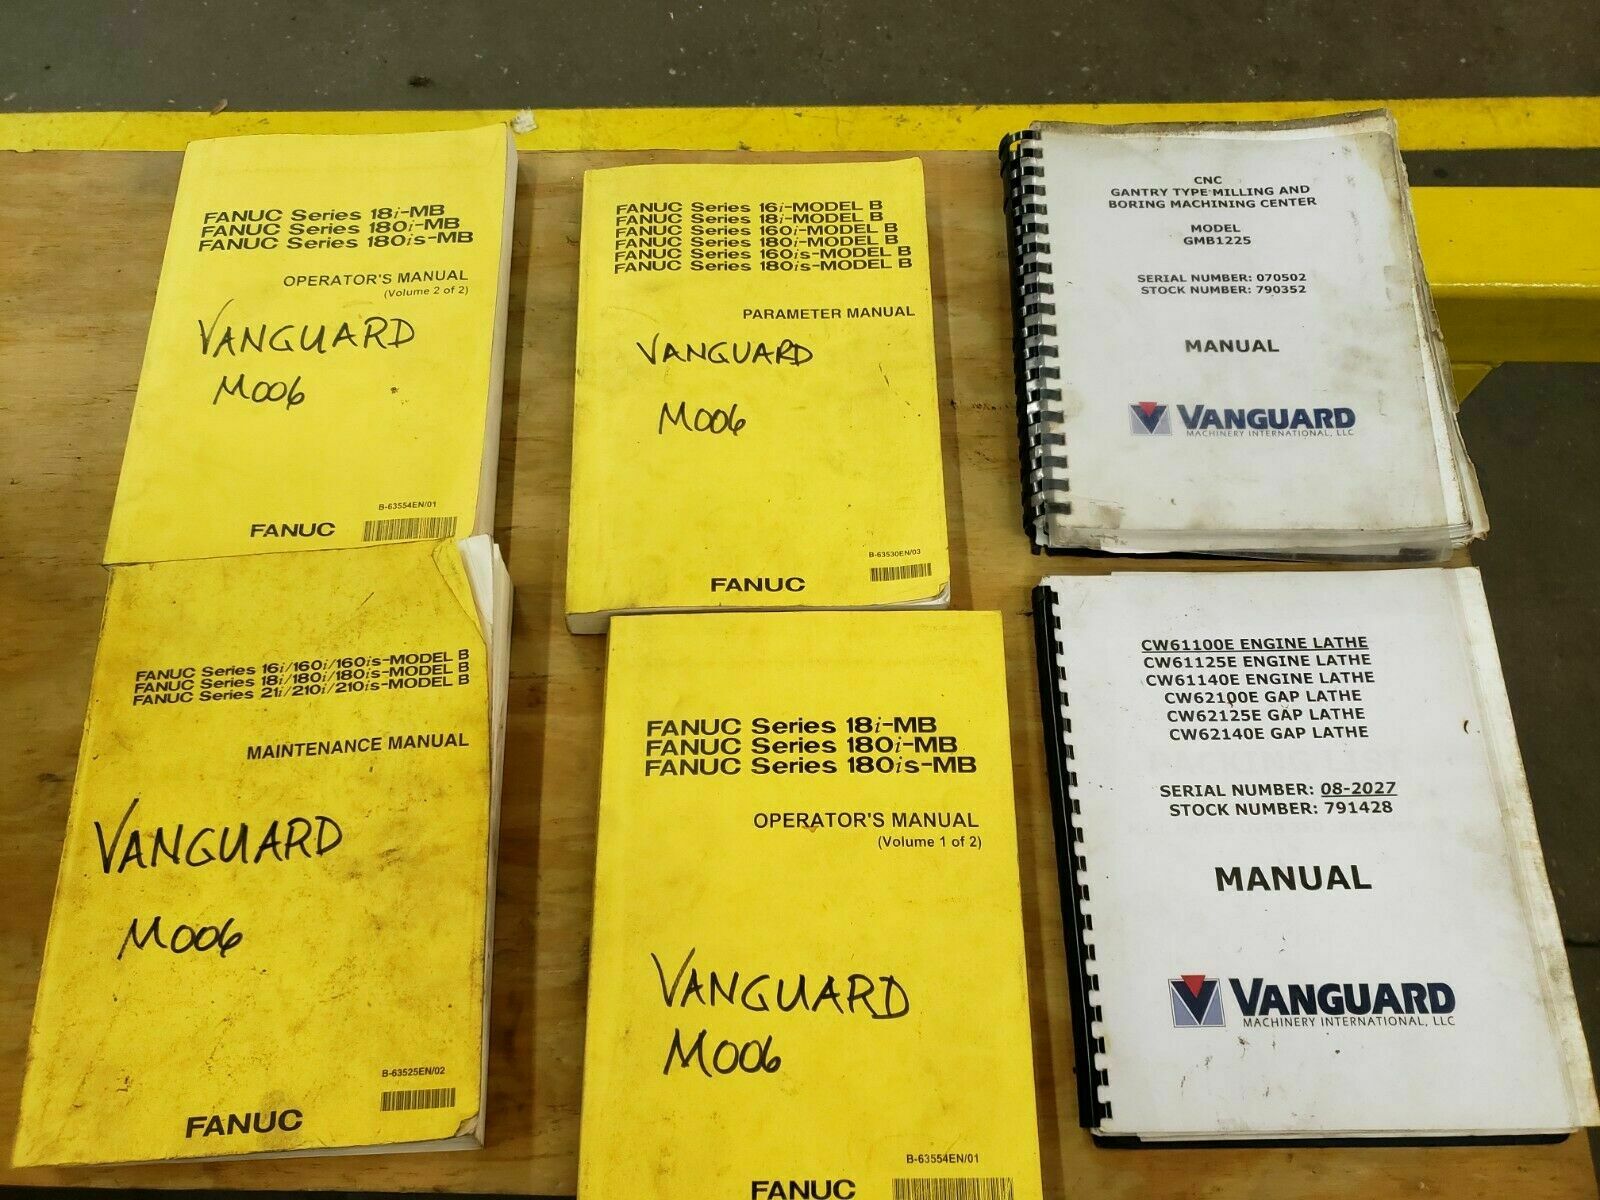 FANUC Series 18i-MB
FANUC Series 180i-MB
FANUC Series 180is-MB
OPERATOR'S MANUAL
(Volume 2 of 2)
VANGUARD
M006
B-63554EN/01
FANUC
FANUC Series 16i-MODEL B
FANUC Series 18i-MODEL B
FANUC Series 160i-MODEL B
FANUC Series 180i-MODEL B
FANUC Series 160is-MODEL B
FANUC Series 180is-MODEL B
PARAMETER MANUAL
VANGUARD
M006
B-63530EN/03
FANUC
CNC
GANTRY TYPE MILLING AND
BORING MACHINING CENTER
MODEL
GMB1225
SERIAL NUMBER: 070502
STOCK NUMBER: 790352
MANUAL
VANGUARD
MACHINERY INTERNATIONAL, LLC
FANUC Series 16i/160i/160is-MODEL B
FANUC Series 18i/180i/180is-MODEL B
FANUC Series 21i/210i/210is-MODEL B
MAINTENANCE MANUAL
VANGUARD
M006
B-63525EN/02
FANUC
FANUC Series 18i-MB
FANUC Series 180i-MB
FANUC Series 180is-MB
OPERATOR'S MANUAL
(Volume 1 of 2)
VANGUARD
M006
B-63554EN/01
FANUC
CW61100E ENGINE LATHE
CW61125E ENGINE LATHE
CW61140E ENGINE LATHE
CW62100E GAP LATHE
CW62125E GAP LATHE
CW62140E GAP LATHE
SERIAL NUMBER: 08-2027
STOCK NUMBER: 791428
MANUAL
VANGUARD
MACHINERY INTERNATIONAL, LLC